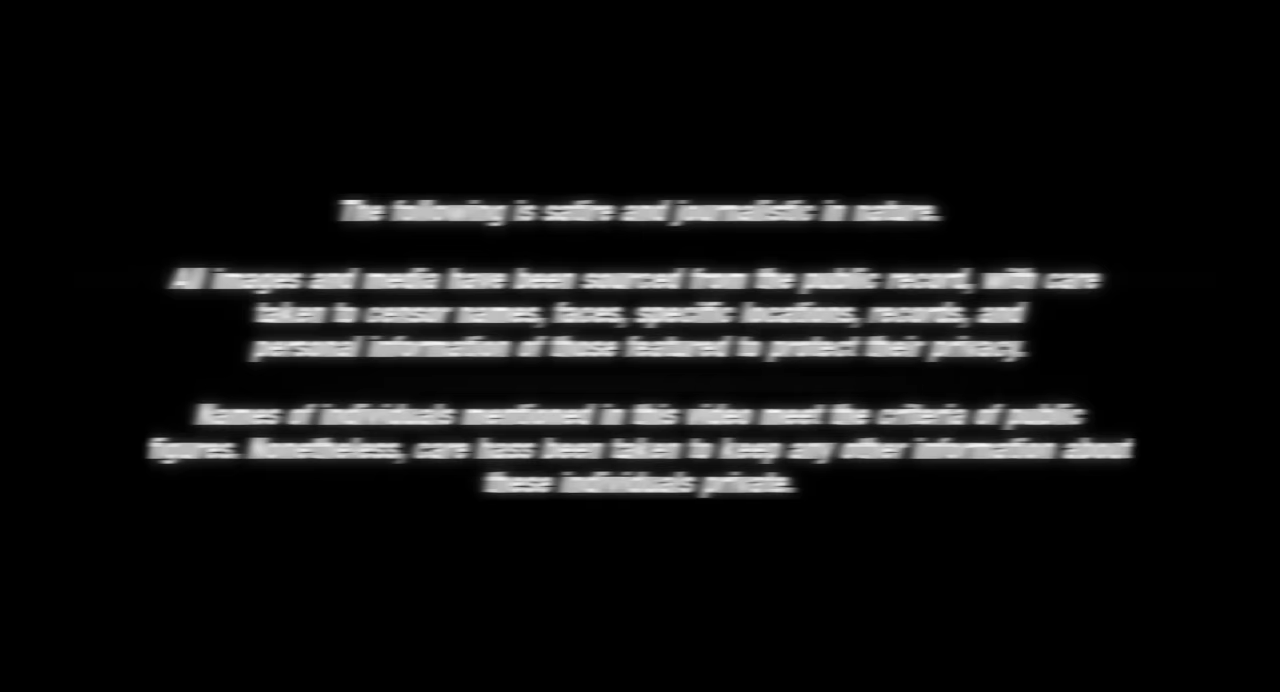 The following is satire and journalistic in nature.
All images and media have been sourced from the public record, with care
taken to censor names, faces, specific locations, records, and
personal information of those featured to protect their privacy.
Names of individuals mentioned in this video meet the criteria of public
figures. Nonetheless, care hass been taken to keep any other information about
these individuals private.